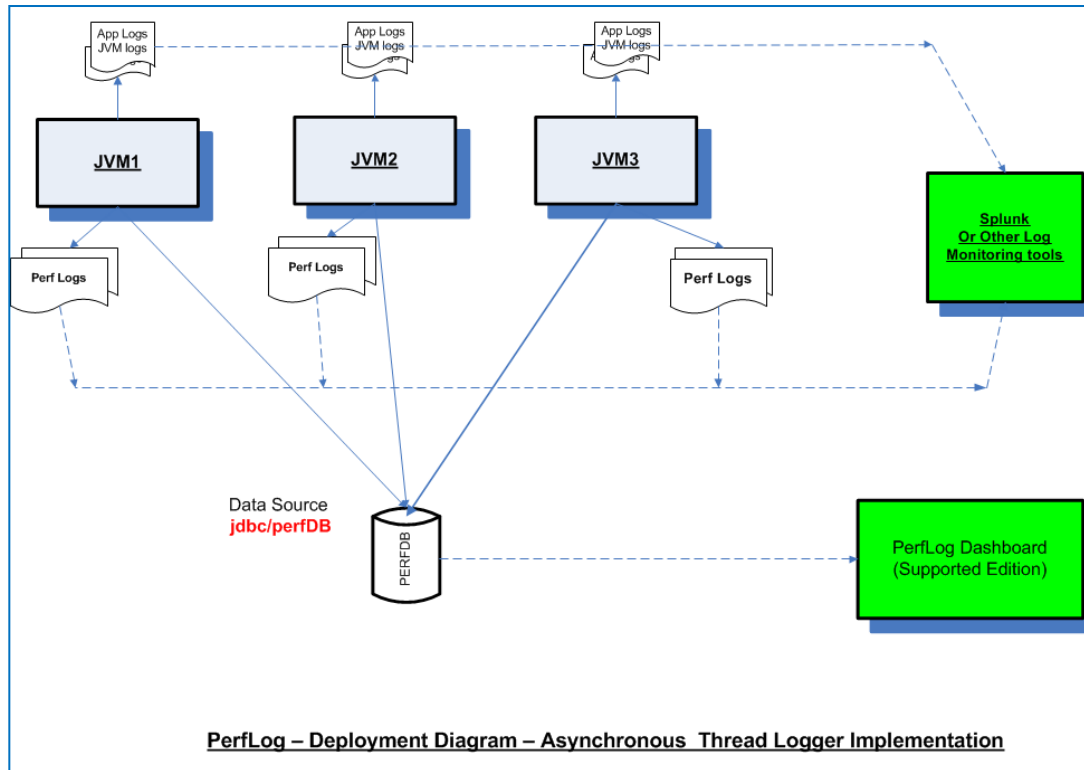 App Logs
JVM logs
App Logs
JVM logs
App Logs
JVM logs
JVM1
JVM2
JVM3
Splunk
Or Other Log
Monitoring tools
Perf Logs
Perf Logs
Perf Logs
Data Source
jdbc/perfDB
PERFDB
PerfLog Dashboard
(Supported Edition)
PerfLog – Deployment Diagram – Asynchronous Thread Logger Implementation